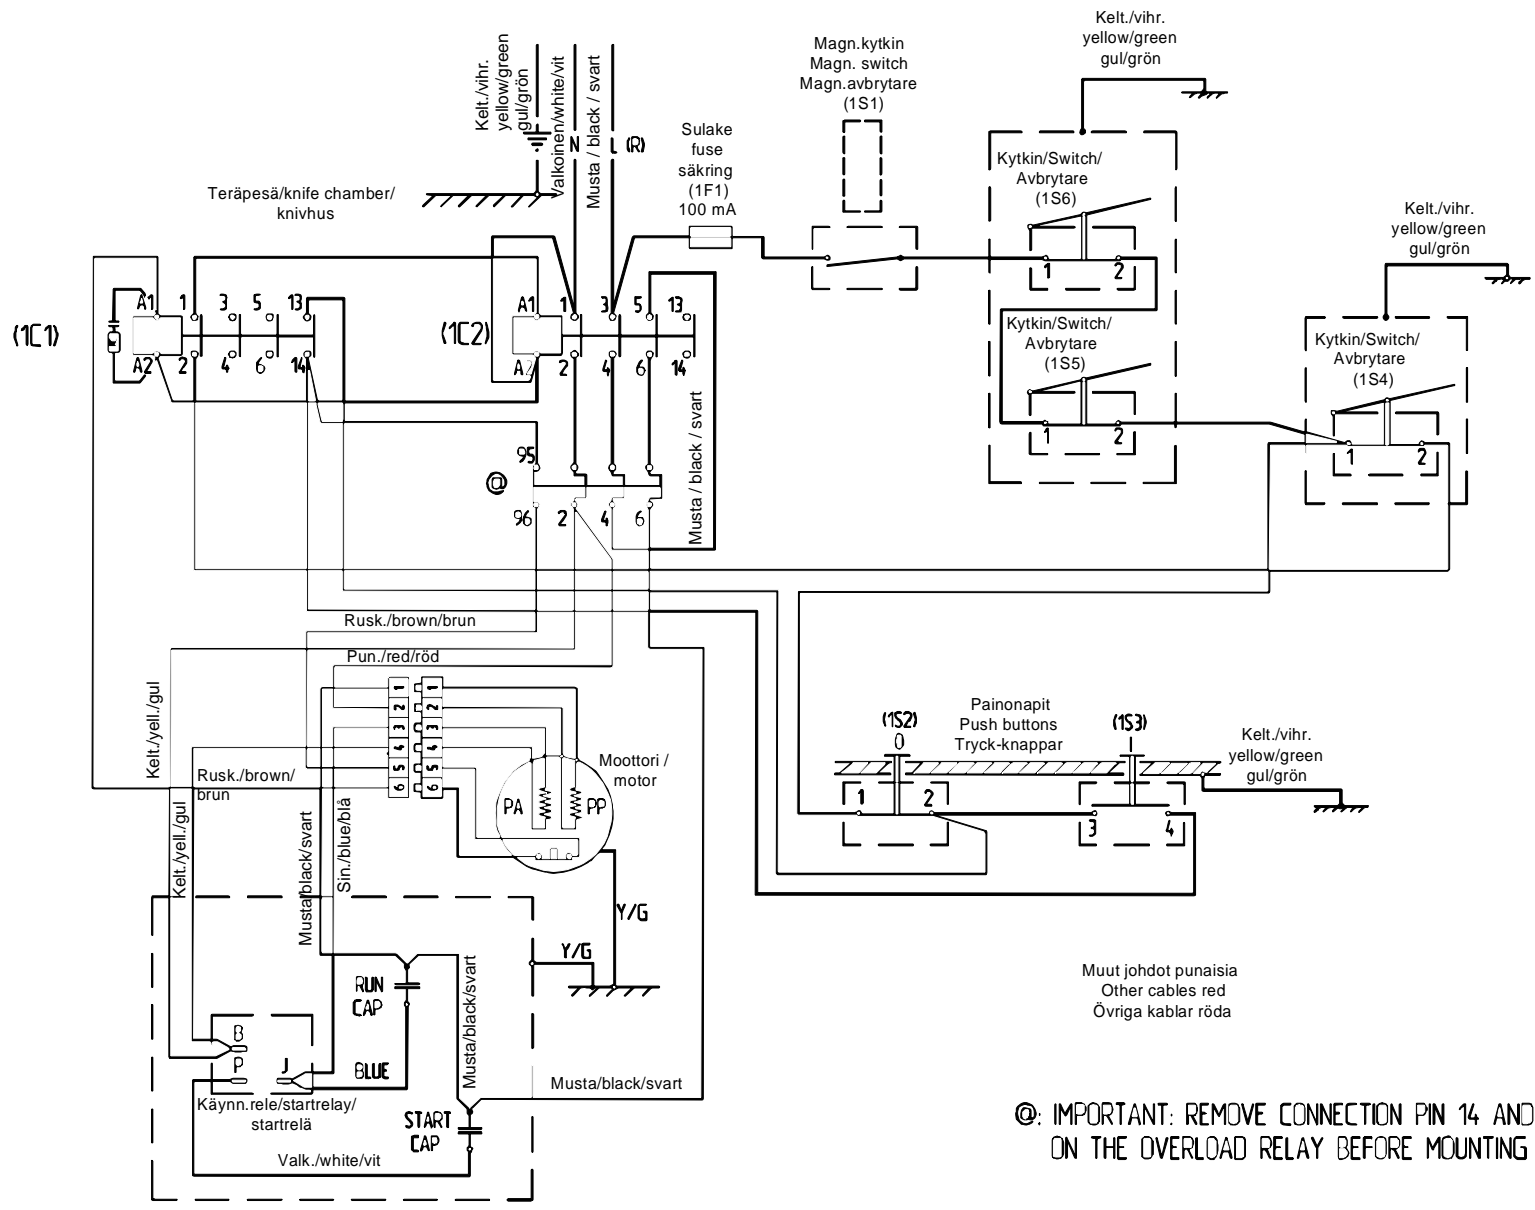 Kelt./vihr.
yellow/green
gul/grön
Kelt./vihr.
yellow/green
gul/grön
Valkoinen/white/vit
Musta / black / svart
N
L (R)
Sulake
fuse
säkring
(1F1)
100 mA
Magn.kytkin
Magn. switch
Magn.avbrytare
(1S1)
Kytkin/Switch/
Avbrytare
(1S6)
1
2
Kytkin/Switch/
Avbrytare
(1S5)
1
2
Kelt./vihr.
yellow/green
gul/grön
Kytkin/Switch/
Avbrytare
(1S4)
1
2
Teräpesä/knife chamber/
knivhus
(1C1)
A1
1
3
5
13
A2
2
4
6
14
(1C2)
A1
1
3
5
13
A2
2
4
6
14
Musta / black / svart
@
95
96
2
4
6
Rusk./brown/brun
Pun./red/röd
Kelt./yell./gul
Rusk./brown/
brun
Kelt./yell./gul
Musta/black/svart
Sin./blue/blå
1 1
2 2
3 3
4 4
5 5
6 6
Moottori /
motor
PA
PP
Y/G
Y/G
Painonapit
Push buttons
Tryck-knappar
(1S2)
0
1
2
(1S3)
I
3
4
Kelt./vihr.
yellow/green
gul/grön
RUN
CAP
BLUE
Musta/black/svart
B
P
J
Käynn.rele/startrelay/
startrelä
START
CAP
Valk./white/vit
Musta/black/svart
Muut johdot punaisia
Other cables red
Övriga kablar röda
@: IMPORTANT: REMOVE CONNECTION PIN 14 AND
ON THE OVERLOAD RELAY BEFORE MOUNTING